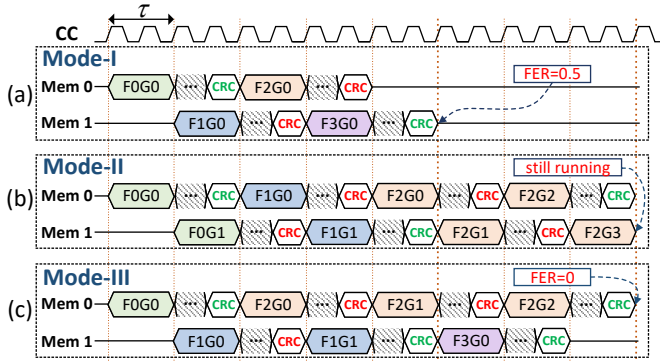 τ
CC
Mode-I
(a)
Mem 0 F0G0 ... CRC F2G0 ... CRC FER=0.5
Mem 1 F1G0 ... CRC F3G0 ... CRC
Mode-II
still running
(b)
Mem 0 F0G0 ... CRC F1G0 ... CRC F2G0 ... CRC F2G2 ... CRC
Mem 1 F0G1 ... CRC F1G1 ... CRC F2G1 ... CRC F2G3
Mode-III
FER=0
(c)
Mem 0 F0G0 ... CRC F2G0 ... CRC F2G1 ... CRC F2G2 ... CRC
Mem 1 F1G0 ... CRC F1G1 ... CRC F3G0 ... CRC